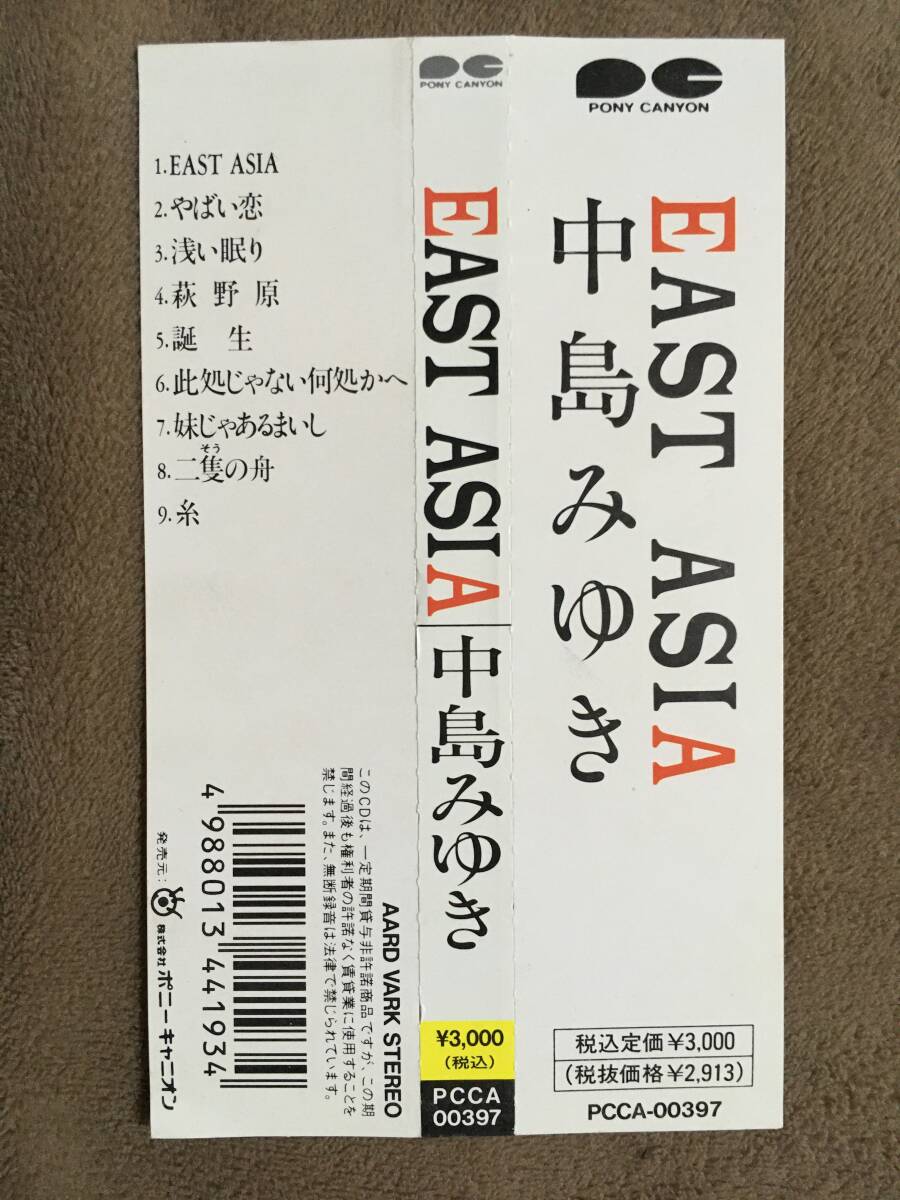 1.EAST ASIA
2.やばい恋
3.浅い眠り
4.萩野原
5.誕生
6.此処じゃない何処かへ
7.妹じゃあるまいし
そう
8.二隻の舟
9.糸
AARD VARK STEREO
このCDは、一定期間貸与非許諾商品ですが、この期
間経過後も権利者の許諾なく賃貸業に使用することを
禁じます。また、無断録音は法律で禁じられています。
4 988013 441934
発売元：株式会社ポニーキャニオン
PONY CANYON
EAST ASIA
中島みゆき
¥3,000
(税込)
PCCA
00397
PONY CANYON
EAST ASIA
中島みゆき
税込定価¥3,000
(税抜価格¥2,913)
PCCA-00397